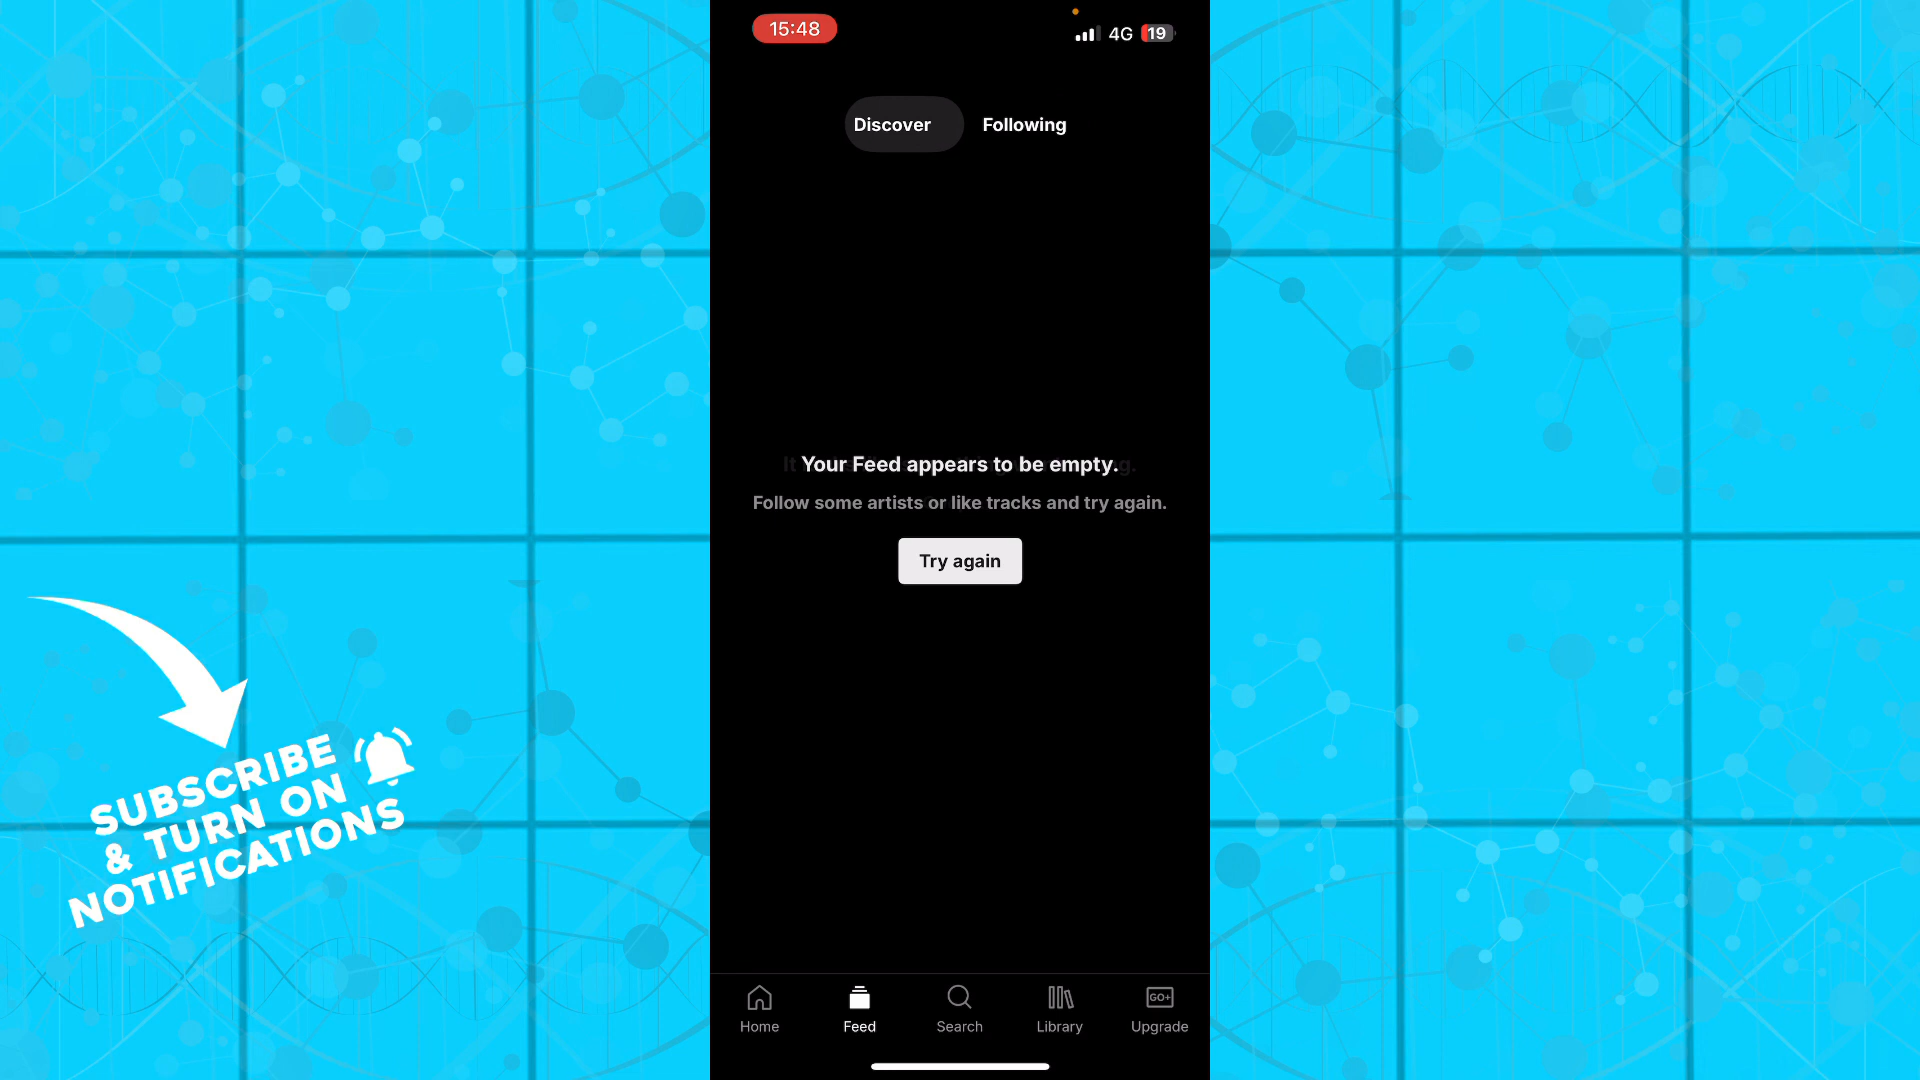 15:48
4G 19
Discover
Following
Your Feed appears to be empty.
Follow some artists or like tracks and try again.
Try again
SUBSCRIBE
& TURN ON
NOTIFICATIONS
Home
Feed
Search
GO+
Library
Upgrade